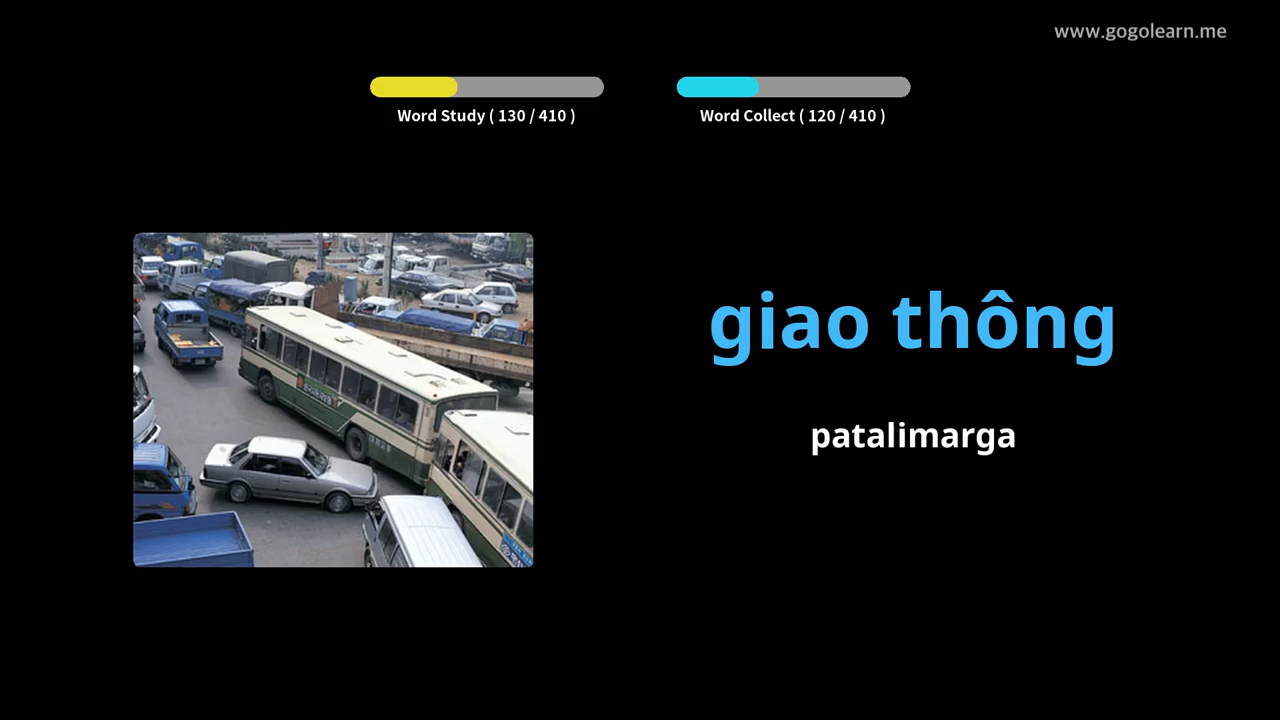 www.gogolearn.me
Word Study ( 130 / 410 )
Word Collect ( 120 / 410 )
giao thông
patalimarga